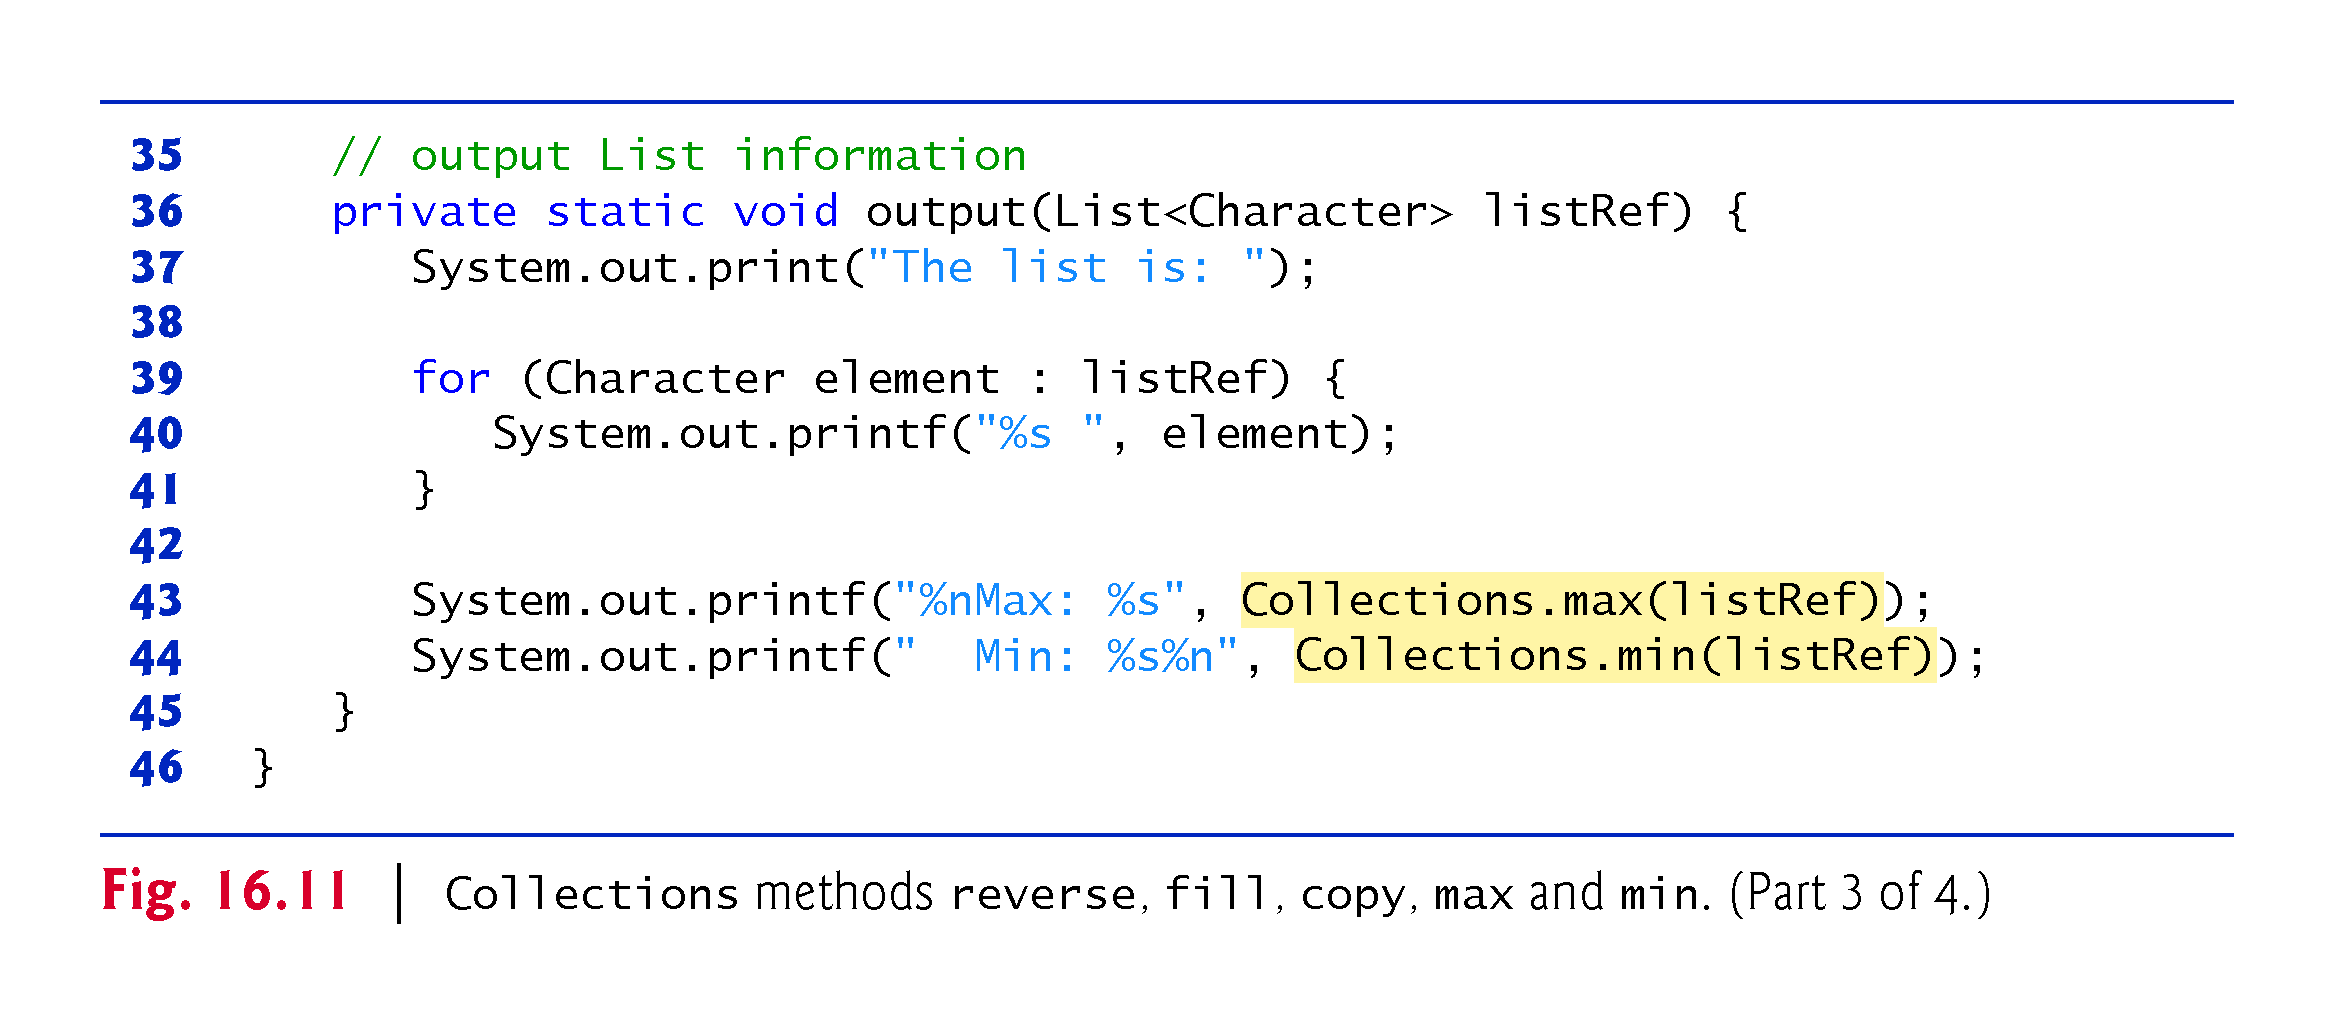 35 // output List information
36 private static void output(List<Character> listRef) {
37 System.out.print("The list is: ");
38
39 for (Character element : listRef) {
40 System.out.printf("%s ", element);
41 }
42
43 System.out.printf("%nMax: %s", Collections.max(listRef));
44 System.out.printf("  Min: %s%n", Collections.min(listRef));
45 }
46 }
Fig. 16.11 | Collections methods reverse, fill, copy, max and min. (Part 3 of 4.)